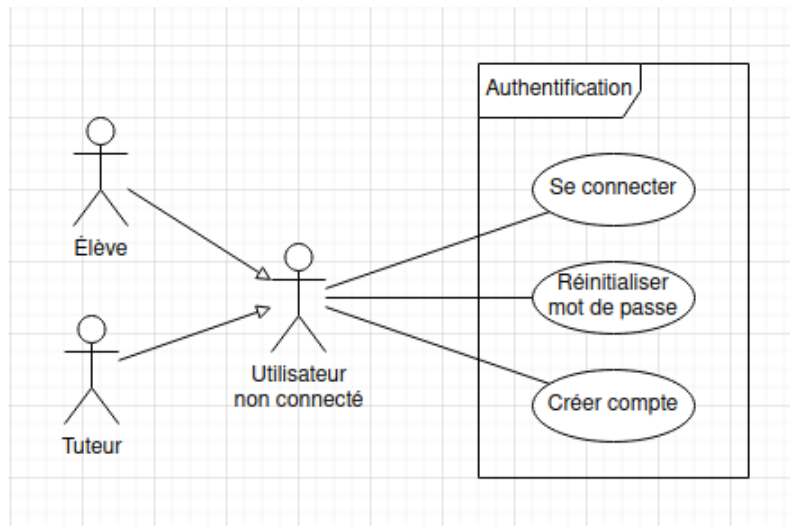 Authentification
Se connecter
Élève
Réinitialiser
mot de passe
Utilisateur
non connecté
Créer compte
Tuteur